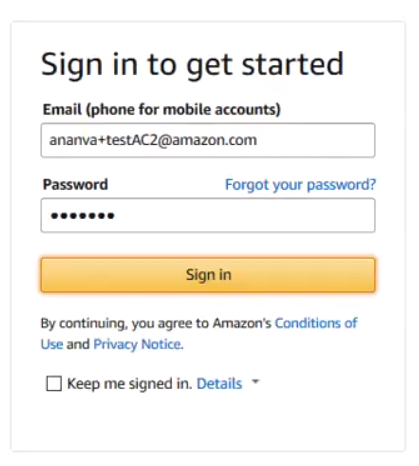 Sign in to get started
Email (phone for mobile accounts)
ananva+testAC2@amazon.com
Password Forgot your password?
•••••••
Sign in
By continuing, you agree to Amazon's Conditions of
Use and Privacy Notice.
Keep me signed in. Details